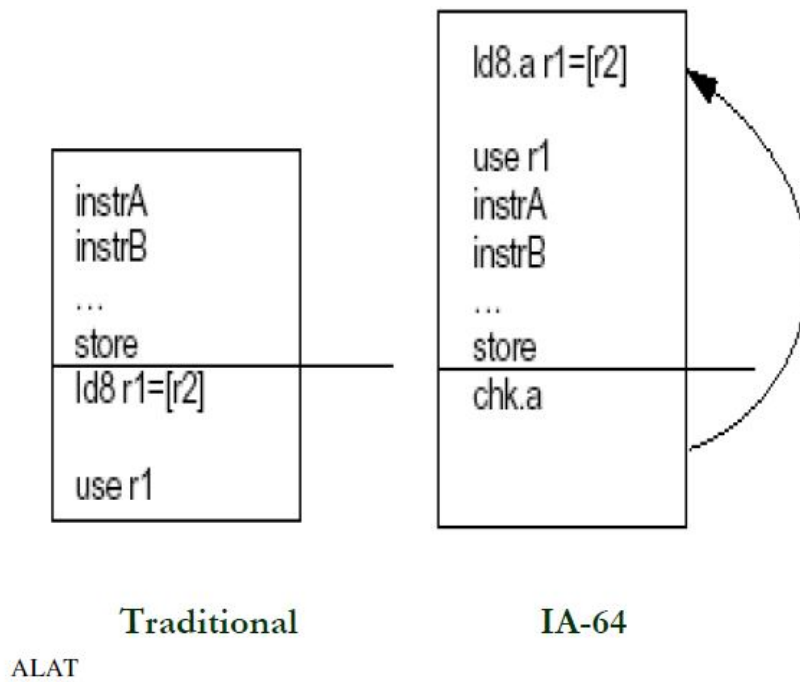 instrA
instrB
...
store
ld8 r1=[r2]
use r1
ld8.a r1=[r2]
use r1
instrA
instrB
...
store
chk.a
Traditional
IA-64
ALAT